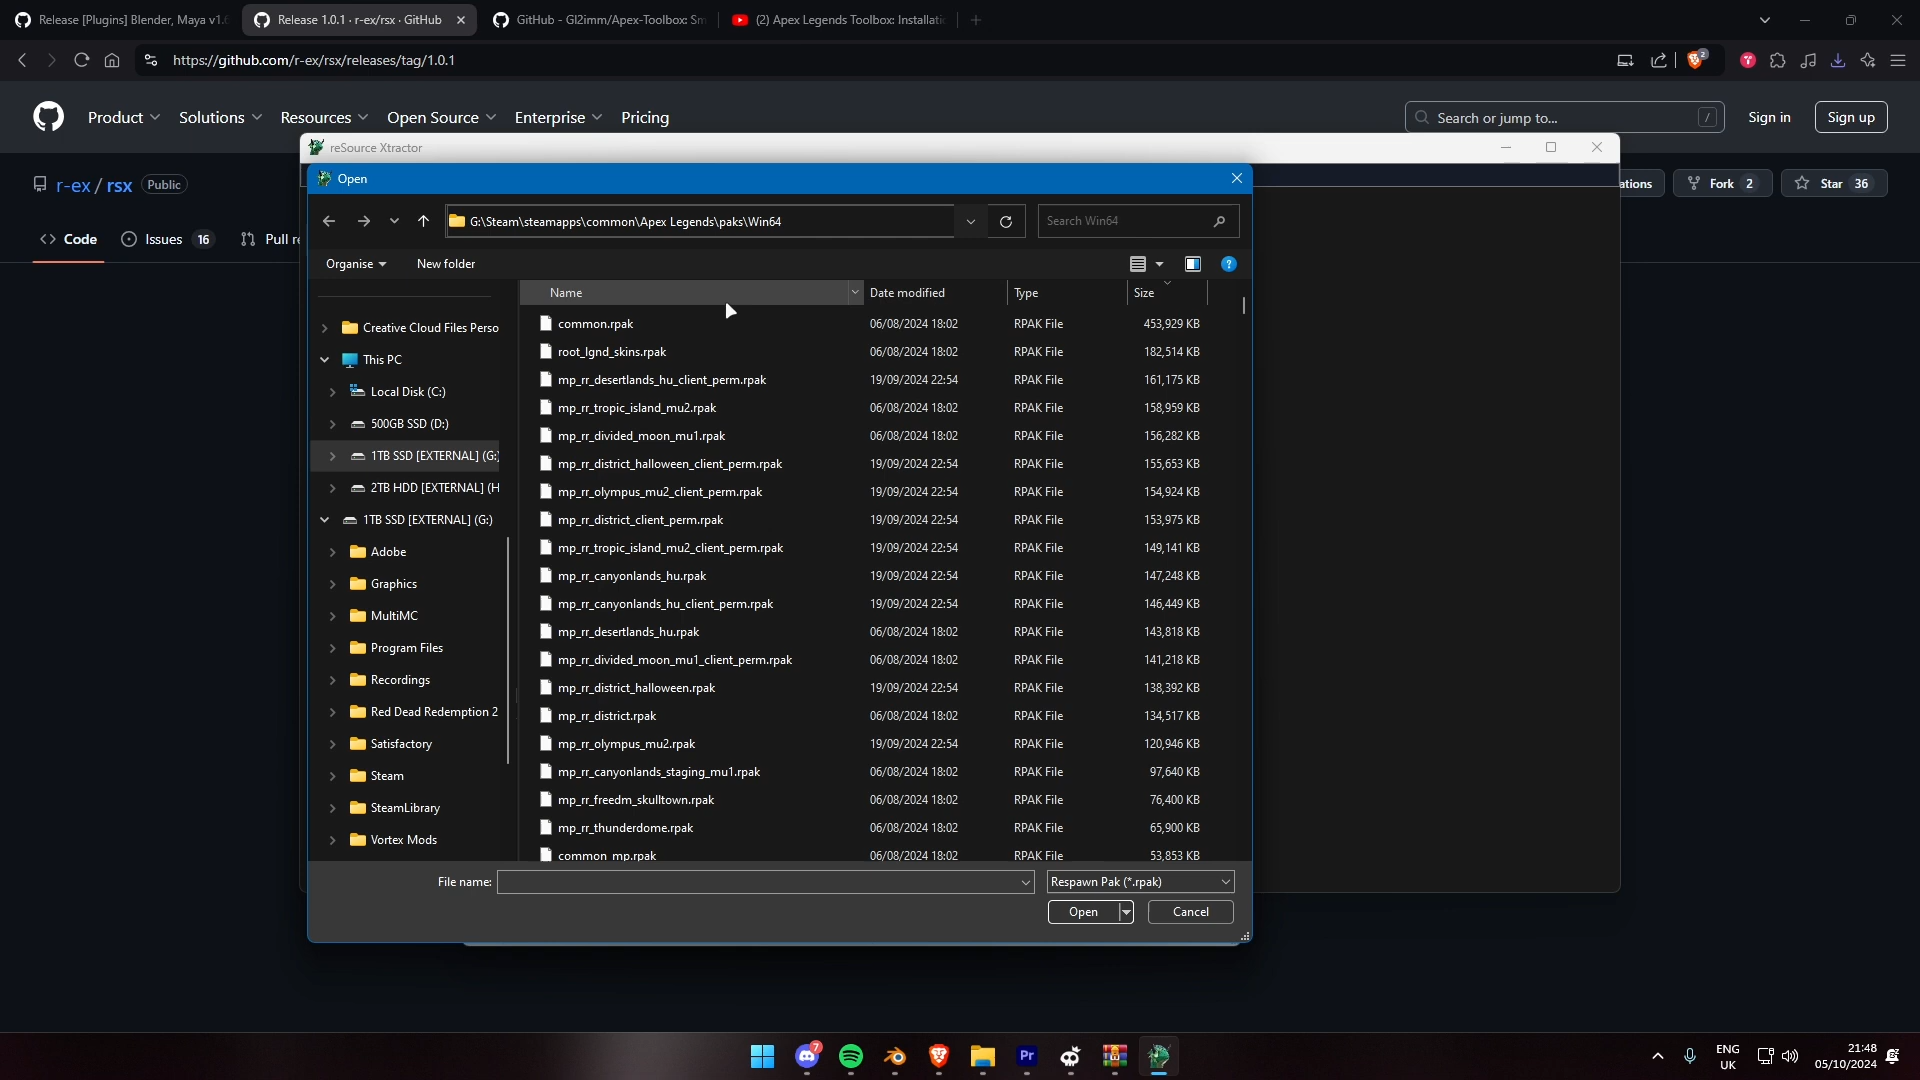 Release [Plugins] Blender, Maya v1.
Release 1.0.1 · r-ex/rsx · GitHub
GitHub - Gl2imm/Apex-Toolbox: Sm
(2) Apex Legends Toolbox: Installati
https://github.com/r-ex/rsx/releases/tag/1.0.1
2
Product
Solutions
Resources
Open Source
Enterprise
Pricing
Search or jump to...
/
Sign in
Sign up
reSource Xtractor
r-ex / rsx
Public
ations
Fork 2
Star 36
Code
Issues 16
Pull re
Open
G:\Steam\steamapps\common\Apex Legends\paks\Win64
Search Win64
Organise
New folder
Name Date modified Type Size
Creative Cloud Files Perso
This PC
Local Disk (C:)
500GB SSD (D:)
1TB SSD [EXTERNAL] (G:)
2TB HDD [EXTERNAL] (H
1TB SSD [EXTERNAL] (G:)
Adobe
Graphics
MultiMC
Program Files
Recordings
Red Dead Redemption 2
Satisfactory
Steam
SteamLibrary
Vortex Mods
common.rpak 06/08/2024 18:02 RPAK File 453,929 KB
root_lgnd_skins.rpak 06/08/2024 18:02 RPAK File 182,514 KB
mp_rr_desertlands_hu_client_perm.rpak 19/09/2024 22:54 RPAK File 161,175 KB
mp_rr_tropic_island_mu2.rpak 06/08/2024 18:02 RPAK File 158,959 KB
mp_rr_divided_moon_mu1.rpak 06/08/2024 18:02 RPAK File 156,282 KB
mp_rr_district_halloween_client_perm.rpak 19/09/2024 22:54 RPAK File 155,653 KB
mp_rr_olympus_mu2_client_perm.rpak 19/09/2024 22:54 RPAK File 154,924 KB
mp_rr_district_client_perm.rpak 19/09/2024 22:54 RPAK File 153,975 KB
mp_rr_tropic_island_mu2_client_perm.rpak 19/09/2024 22:54 RPAK File 149,141 KB
mp_rr_canyonlands_hu.rpak 19/09/2024 22:54 RPAK File 147,248 KB
mp_rr_canyonlands_hu_client_perm.rpak 19/09/2024 22:54 RPAK File 146,449 KB
mp_rr_desertlands_hu.rpak 06/08/2024 18:02 RPAK File 143,818 KB
mp_rr_divided_moon_mu1_client_perm.rpak 06/08/2024 18:02 RPAK File 141,218 KB
mp_rr_district_halloween.rpak 19/09/2024 22:54 RPAK File 138,392 KB
mp_rr_district.rpak 06/08/2024 18:02 RPAK File 134,517 KB
mp_rr_olympus_mu2.rpak 19/09/2024 22:54 RPAK File 120,946 KB
mp_rr_canyonlands_staging_mu1.rpak 06/08/2024 18:02 RPAK File 97,640 KB
mp_rr_freedm_skulltown.rpak 06/08/2024 18:02 RPAK File 76,400 KB
mp_rr_thunderdome.rpak 06/08/2024 18:02 RPAK File 65,900 KB
common_mp.rpak 06/08/2024 18:02 RPAK File 53,853 KB
File name:
Respawn Pak (*.rpak)
Open
Cancel
7
Pr
ENG
UK
21:48
05/10/2024